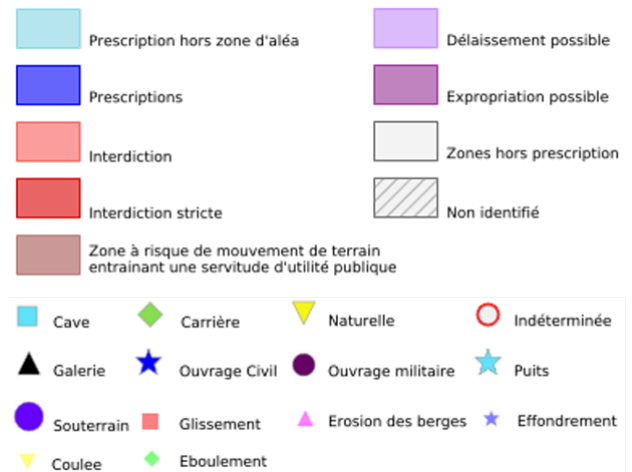 Prescription hors zone d'aléa
Délaissement possible
Prescriptions
Expropriation possible
Interdiction
Zones hors prescription
Interdiction stricte
Non identifié
Zone à risque de mouvement de terrain
entrainant une servitude d'utilité publique
Cave
Carrière
Naturelle
Indéterminée
Galerie
Ouvrage Civil
Ouvrage militaire
Puits
Souterrain
Glissement
Erosion des berges
Effondrement
Coulee
Eboulement